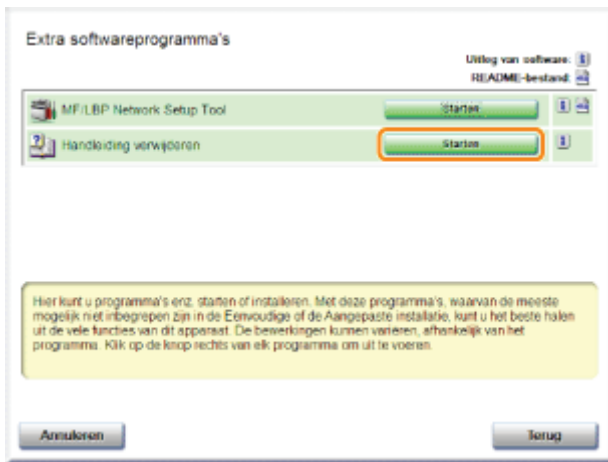 Extra softwareprogramma's
Uitleg van software:
README-bestand:
MF/LBP Network Setup Tool
Starten
Handleiding verwijderen
Starten
Hier kunt u programma's enz. starten of installeren. Met deze programma's, waarvan de meeste
mogelijk niet inbegrepen zijn in de Eenvoudige of de Aangepaste installatie, kunt u het beste halen
uit de vele functies van dit apparaat. De bewerkingen kunnen variëren, afhankelijk van het
programma. Klik op de knop rechts van elk programma om uit te voeren.
Annuleren
Terug